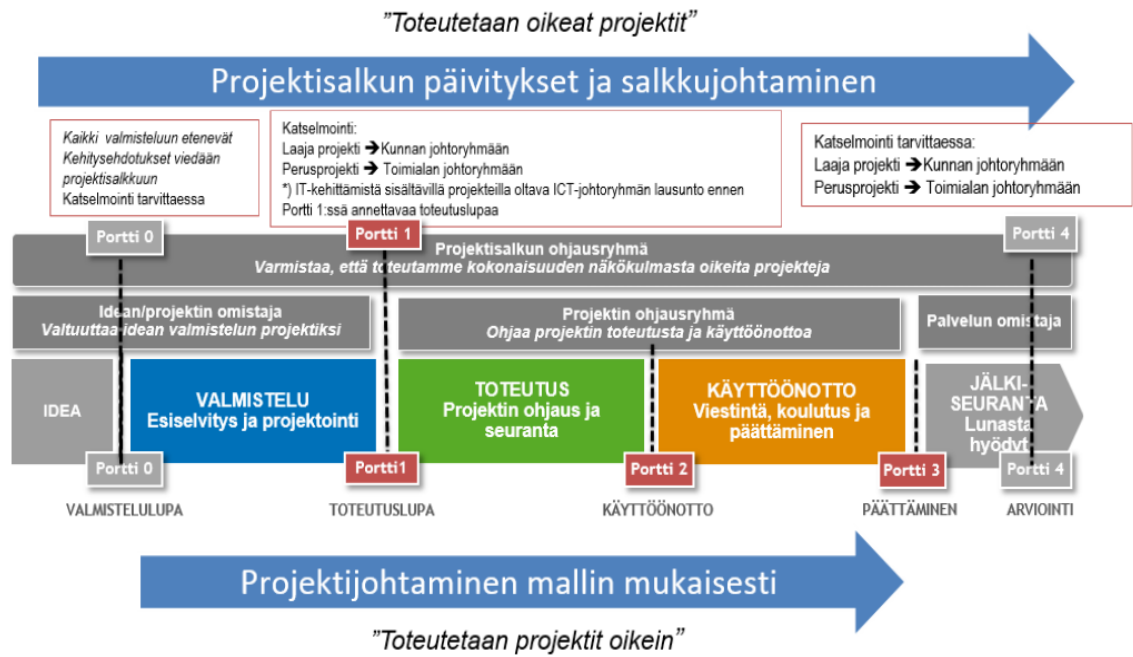 "Toteutetaan oikeat projektit"
Projektisalkun päivitykset ja salkkujohtaminen
Kaikki valmisteluun etenevät
Kehitysehdotukset viedään
projektisalkkuun
Katselmointi tarvittaessa
Katselmointi:
Laaja projekti ➔Kunnan johtoryhmään
Perusprojekti ➔ Toimialan johtoryhmään
*) IT-kehittämistä sisältävillä projekteilla oltava ICT-johtoryhmän lausunto ennen
Portti 1:ssä annettavaa toteutuslupaa
Katselmointi tarvittaessa:
Laaja projekti ➔Kunnan johtoryhmään
Perusprojekti ➔ Toimialan johtoryhmään
Portti 0
Portti 1
Portti 4
Projektisalkun ohjausryhmä
Varmistaa, että toteutamme kokonaisuuden näkökulmasta oikeita projekteja
Idean/projektin omistaja
Valtuuttaa idean valmistelun projektiksi
Projektin ohjausryhmä
Ohjaa projektin toteutusta ja käyttöönottoa
Palvelun omistaja
IDEA
VALMISTELU
Esiselvitys ja projektointi
TOTEUTUS
Projektin ohjaus ja
seuranta
KÄYTTÖÖNOTTO
Viestintä, koulutus ja
päättäminen
JÄLKI-
SEURANTA
Lunasta
hyödyt
Portti 0
Portti1
Portti 2
Portti 3
Portti 4
VALMISTELULUPA
TOTEUTUSLUPA
KÄYTTÖÖNOTTO
PÄÄTTÄMINEN
ARVIOINTI
Projektijohtaminen mallin mukaisesti
"Toteutetaan projektit oikein"